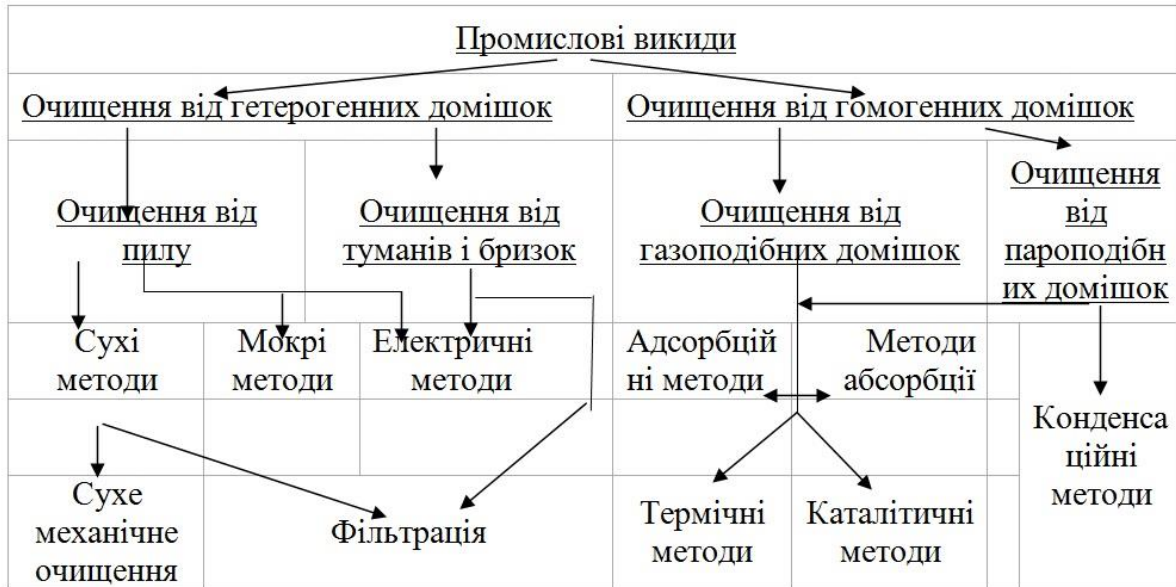 Промислові викиди
Очищення від гетерогенних домішок
Очищення від гомогенних домішок
Очищення від
пилу
Очищення від
туманів і бризок
Очищення від
газоподібних домішок
Очищення
від
пароподібн
их домішок
Сухі
методи
Мокрі
методи
Електричні
методи
Адсорбцій
ні методи
Методи
абсорбції
Конденса
ційні
методи
Сухе
механічне
очищення
Фільтрація
Термічні
методи
Каталітичні
методи